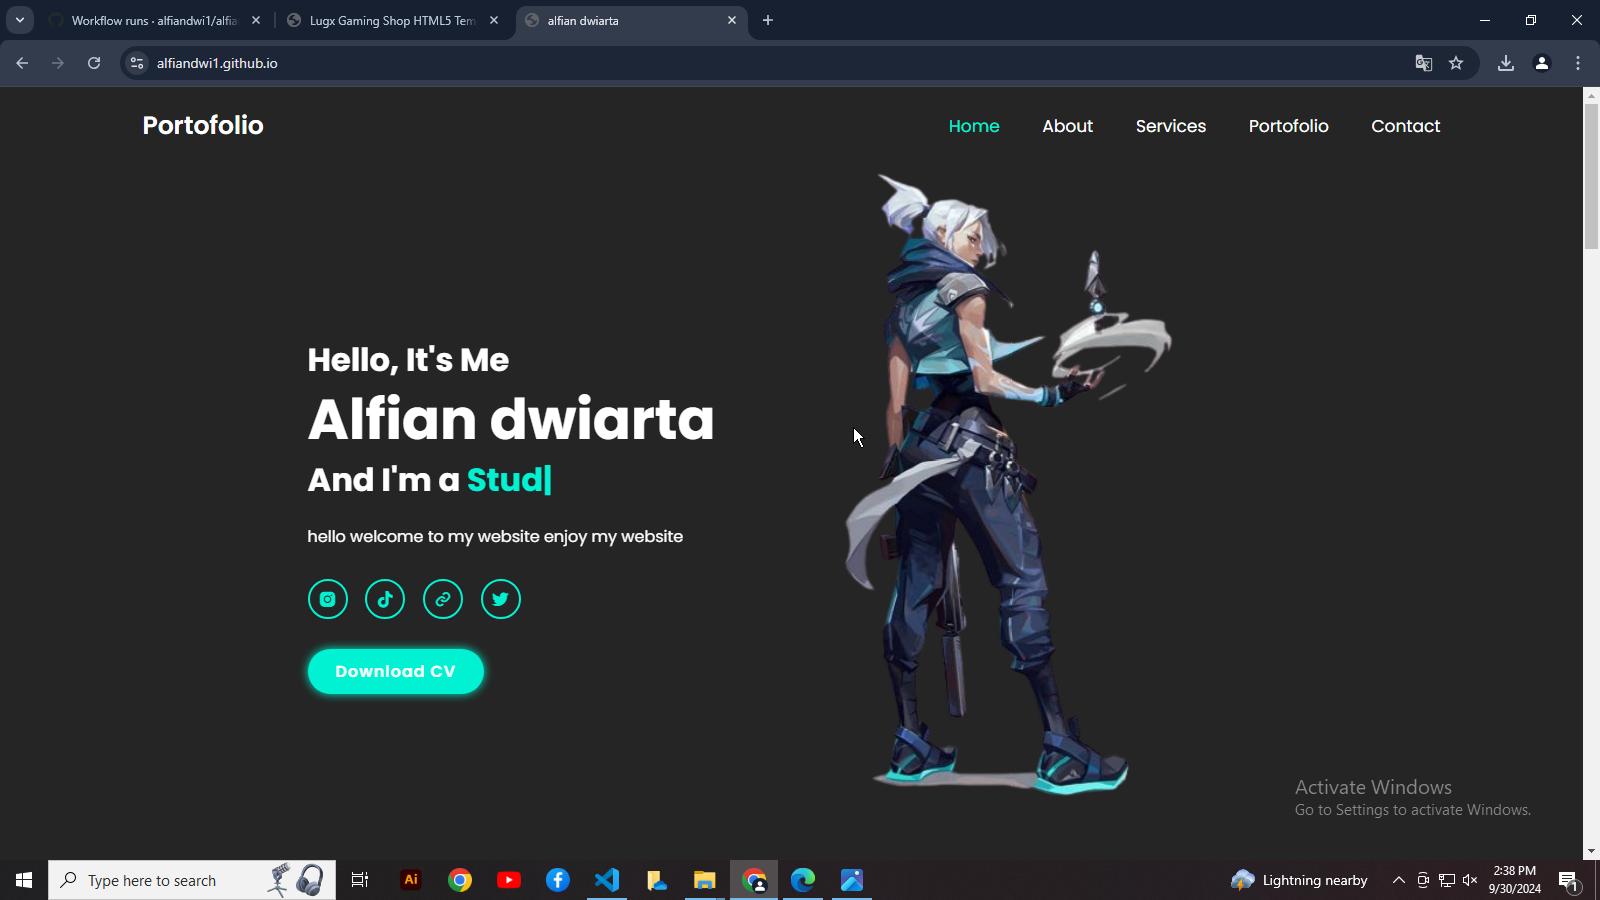 Workflow runs · alfiandwi1/alfia
Lugx Gaming Shop HTML5 Tem
alfian dwiarta
alfiandwi1.github.io
Portofolio
Home
About
Services
Portofolio
Contact
Hello, It's Me
Alfian dwiarta
And I'm a Stud|
hello welcome to my website enjoy my website
Download CV
Activate Windows
Go to Settings to activate Windows.
Type here to search
Ai
Lightning nearby
2:38 PM
9/30/2024
1